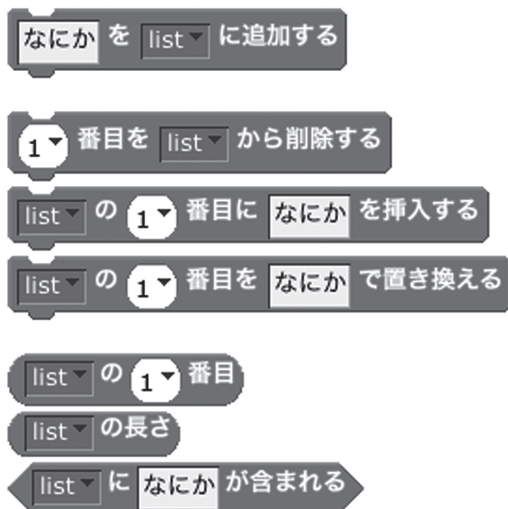 なにか を list に追加する
1 番目を list から削除する
list の 1 番目に なにか を挿入する
list の 1 番目を なにか で置き換える
list の 1 番目
list の長さ
list に なにか が含まれる